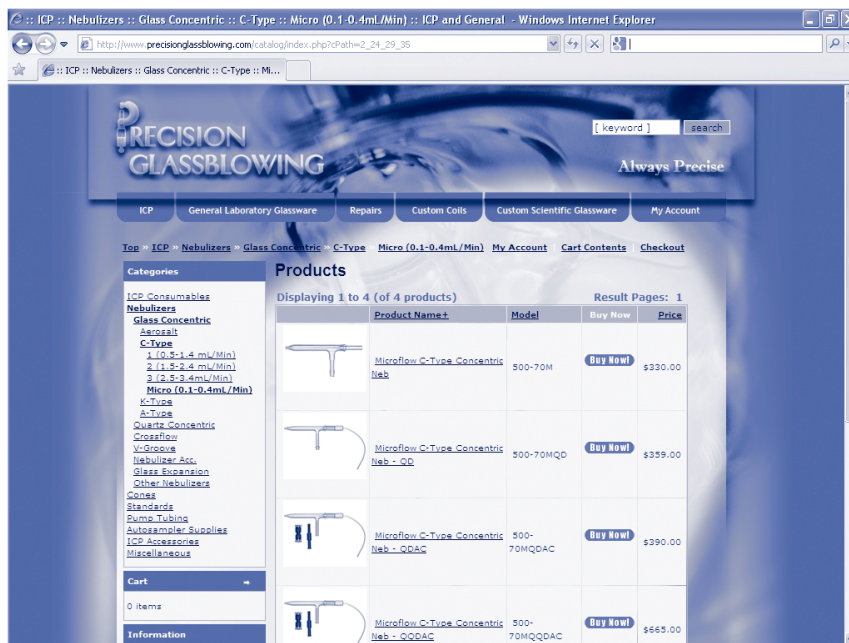 :: ICP :: Nebulizers :: Glass Concentric :: C-Type :: Micro (0.1-0.4mL/Min) :: ICP and General - Windows Internet Explorer
http://www.precisionglassblowing.com/catalog/index.php?cPath=2_24_29_35
:: ICP :: Nebulizers :: Glass Concentric :: C-Type :: Mi...
PRECISION
GLASSBLOWING
[ keyword ] search
Always Precise
ICP General Laboratory Glassware Repairs Custom Coils Custom Scientific Glassware My Account
Top » ICP » Nebulizers » Glass Concentric » C-Type » Micro (0.1-0.4mL/Min) My Account | Cart Contents | Checkout
Categories
ICP Consumables
Nebulizers
Glass Concentric
Aerosalt
C-Type
1 (0.5-1.4 mL/Min)
2 (1.5-2.4 mL/Min)
3 (2.5-3.4mL/Min)
Micro (0.1-0.4mL/Min)
K-Type
A-Type
Quartz Concentric
Crossflow
V-Groove
Nebulizer Acc.
Glass Expansion
Other Nebulizers
Cones
Standards
Pump Tubing
Autosampler Supplies
ICP Accessories
Miscellaneous
Cart
0 items
Information
Products
Displaying 1 to 4 (of 4 products) Result Pages: 1
Product Name+ Model Buy Now Price
Microflow C-Type Concentric
Neb
500-70M
Buy Now!
$330.00
Microflow C-Type Concentric
Neb - QD
500-70MQD
Buy Now!
$359.00
Microflow C-Type Concentric
Neb - QDAC
500-
70MQDAC
Buy Now!
$390.00
Microflow C-Type Concentric
Neb - QQDAC
500-
70MQQDAC
Buy Now!
$665.00